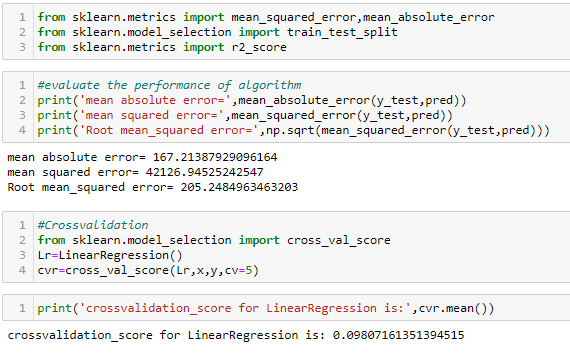 1 from sklearn.metrics import mean_squared_error,mean_absolute_error
2 from sklearn.model_selection import train_test_split
3 from sklearn.metrics import r2_score
1 #evaluate the performance of algorithm
2 print('mean absolute error=',mean_absolute_error(y_test,pred))
3 print('mean squared error=',mean_squared_error(y_test,pred))
4 print('Root mean_squared error=',np.sqrt(mean_squared_error(y_test,pred)))
mean absolute error= 167.21387929096164
mean squared error= 42126.94525242547
Root mean_squared error= 205.2484963463203
1 #Crossvalidation
2 from sklearn.model_selection import cross_val_score
3 Lr=LinearRegression()
4 cvr=cross_val_score(Lr,x,y,cv=5)
1 print('crossvalidation_score for LinearRegression is:',cvr.mean())
crossvalidation_score for LinearRegression is: 0.09807161351394515